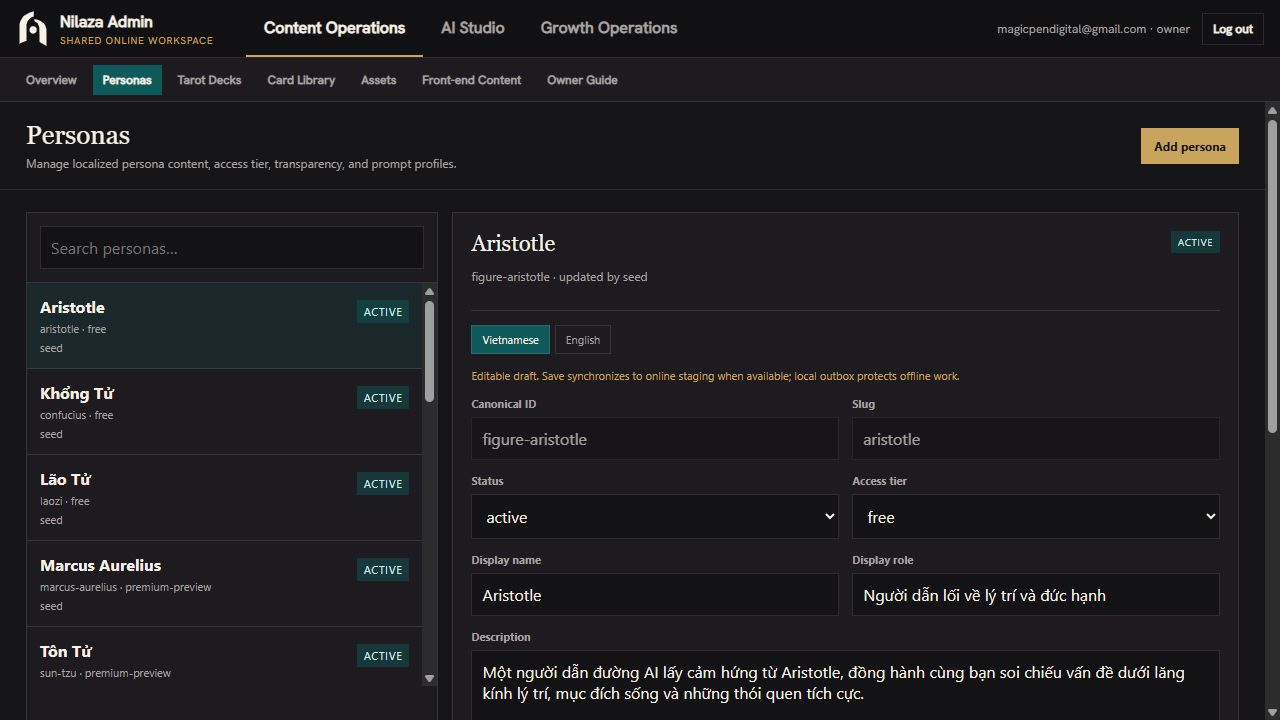 Nilaza Admin
SHARED ONLINE WORKSPACE
Content Operations
AI Studio
Growth Operations
magicpendigital@gmail.com · owner
Log out
Overview
Personas
Tarot Decks
Card Library
Assets
Front-end Content
Owner Guide
Personas
Manage localized persona content, access tier, transparency, and prompt profiles.
Add persona
Search personas...
Aristotle
ACTIVE
aristotle · free
seed
Khổng Tử
ACTIVE
confucius · free
seed
Lão Tử
ACTIVE
laozi · free
seed
Marcus Aurelius
ACTIVE
marcus-aurelius · premium-preview
seed
Tôn Tử
ACTIVE
sun-tzu · premium-preview
Aristotle
ACTIVE
figure-aristotle · updated by seed
Vietnamese
English
Editable draft. Save synchronizes to online staging when available; local outbox protects offline work.
Canonical ID
Slug
figure-aristotle
aristotle
Status
Access tier
active
free
Display name
Display role
Aristotle
Người dẫn lối về lý trí và đức hạnh
Description
Một người dẫn đường AI lấy cảm hứng từ Aristotle, đồng hành cùng bạn soi chiếu vấn đề dưới lăng
kính lý trí, mục đích sống và những thói quen tích cực.